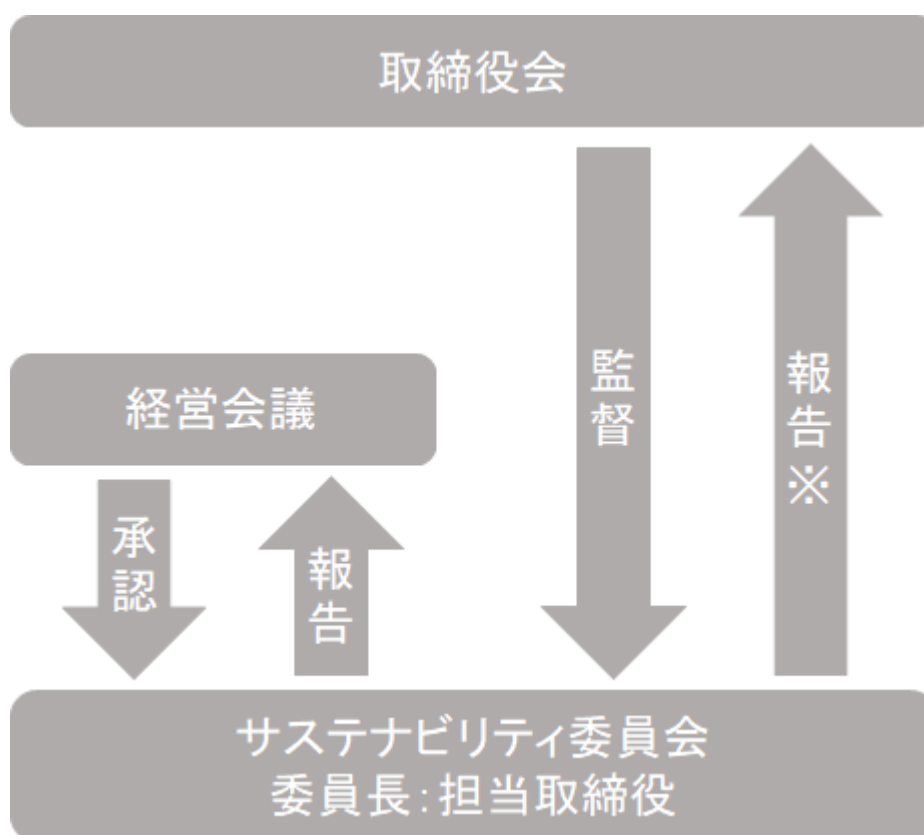 取締役会
経営会議
承認
報告
監督
報告※
サステナビリティ委員会
委員長：担当取締役